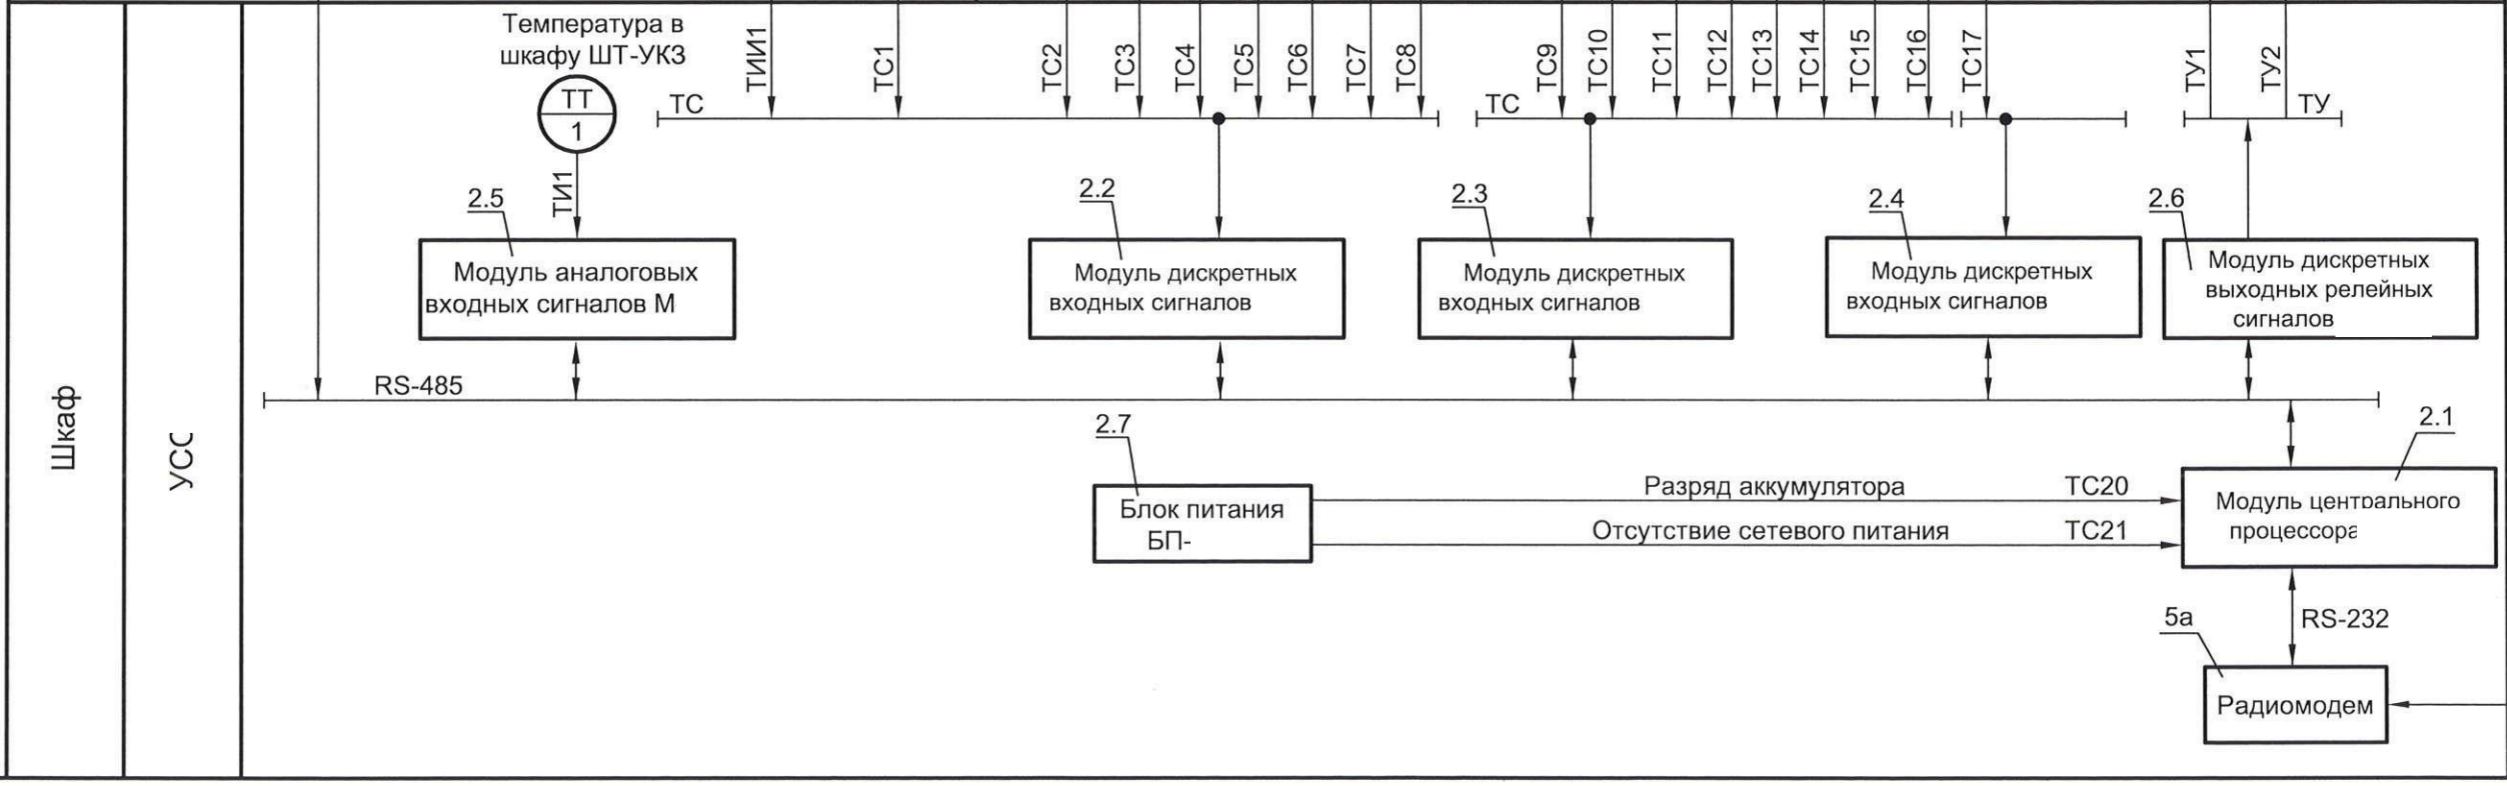 Температура в
шкафу ШТ-УКЗ
ТТ
1
ТИ1
ТС
ТИИ1
ТС1
ТС2
ТС3
ТС4
ТС5
ТС6
ТС7
ТС8
ТС
ТС9
ТС10
ТС11
ТС12
ТС13
ТС14
ТС15
ТС16
ТС17
ТУ1
ТУ2
ТУ
2.5
Модуль аналоговых
входных сигналов М
2.2
Модуль дискретных
входных сигналов
2.3
Модуль дискретных
входных сигналов
2.4
Модуль дискретных
входных сигналов
2.6
Модуль дискретных
выходных релейных
сигналов
RS-485
Шкаф
УСС
2.7
Блок питания
БП-
Разряд аккумулятора
ТС20
Отсутствие сетевого питания
ТС21
2.1
Модуль центрального
процессора
RS-232
5а
Радиомодем